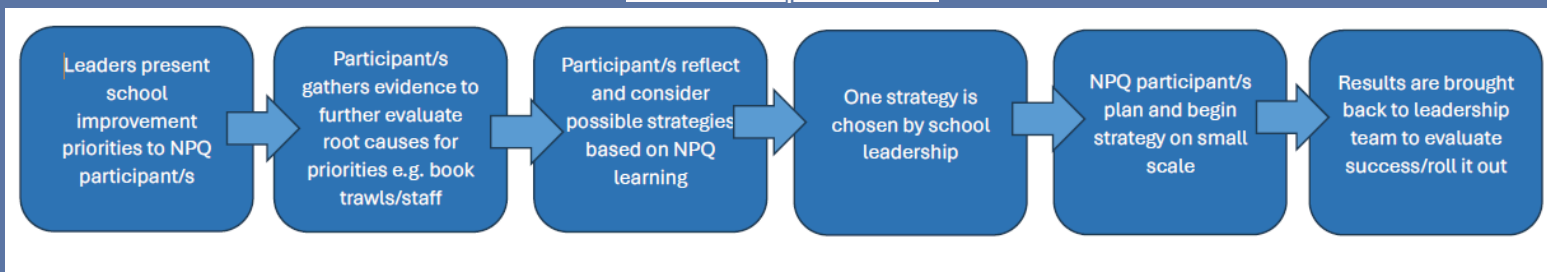 Leaders present
school
improvement
priorities to NPQ
participant/s
Participant/s
gathers evidence to
further evaluate
root causes for
priorities e.g. book
trawls/staff
Participant/s reflect
and consider
possible strategies
based on NPQ
learning
One strategy is
chosen by school
leadership
NPQ participant/s
plan and begin
strategy on small
scale
Results are brought
back to leadership
team to evaluate
success/roll it out